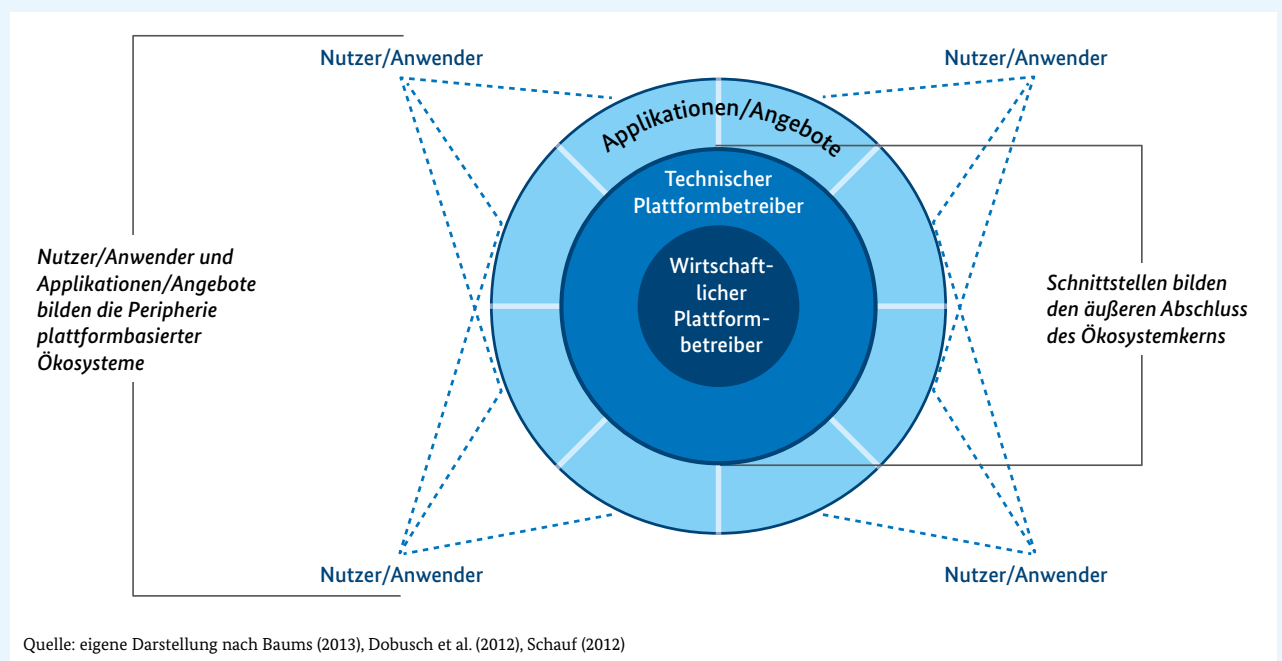 Nutzer/Anwender
Nutzer/Anwender
Applikationen/Angebote
Technischer
Plattformbetreiber
Wirtschaft-
licher
Plattform-
betreiber
Nutzer/Anwender und
Applikationen/Angebote
bilden die Peripherie
plattformbasierter
Ökosysteme
Schnittstellen bilden
den äußeren Abschluss
des Ökosystemkerns
Nutzer/Anwender
Nutzer/Anwender
Quelle: eigene Darstellung nach Baums (2013), Dobusch et al. (2012), Schauf (2012)